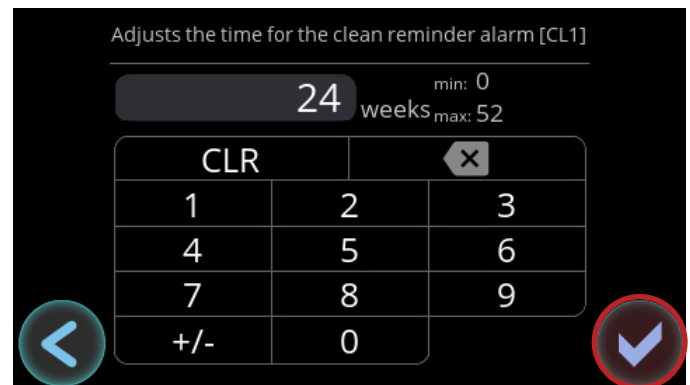 Adjusts the time for the clean reminder alarm [CL1]
24 weeks min: 0
max: 52
CLR
1 2 3
4 5 6
7 8 9
+/- 0